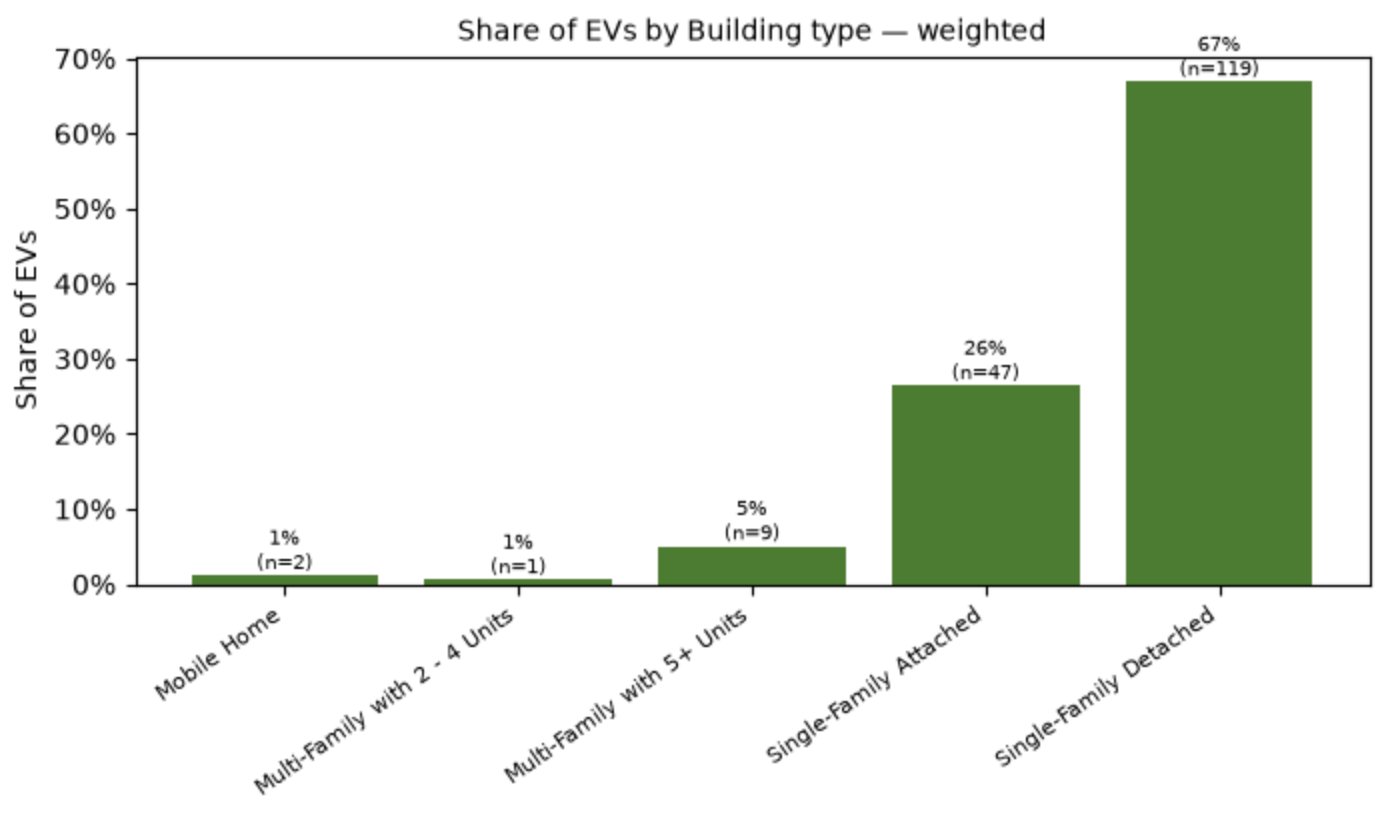 Share of EVs by Building type — weighted
Share of EVs
70%
60%
50%
40%
30%
20%
10%
0%
1%
(n=2)
1%
(n=1)
5%
(n=9)
26%
(n=47)
67%
(n=119)
Mobile Home
Multi-Family with 2 - 4 Units
Multi-Family with 5+ Units
Single-Family Attached
Single-Family Detached